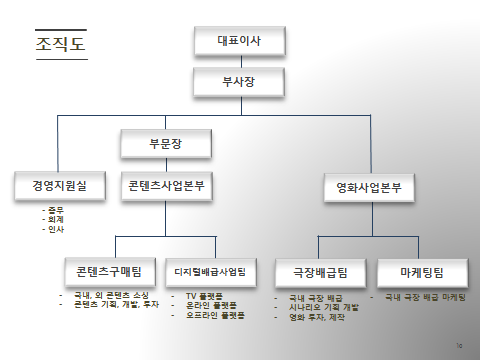 조직도
대표이사
부사장
부문장
경영지원실
콘텐츠사업본부
영화사업본부
- 총무
- 회계
- 인사
콘텐츠구매팀
디지털배급사업팀
극장배급팀
마케팅팀
- 국내, 외 콘텐츠 소싱
- 콘텐츠 기획, 개발, 투자
- TV 플랫폼
- 온라인 플랫폼
- 오프라인 플랫폼
- 국내 극장 배급
- 시나리오 기획 개발
- 영화 투자, 제작
- 국내 극장 배급 마케팅